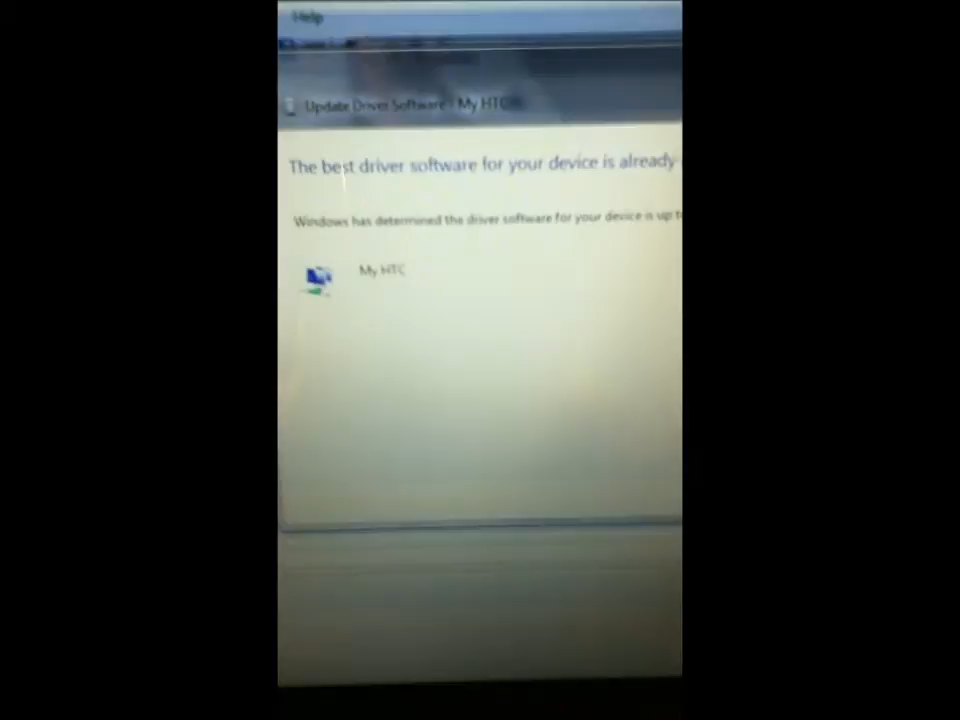 Help
Update Driver Software - My HTC
The best driver software for your device is already
Windows has determined the driver software for your device is up to
My HTC